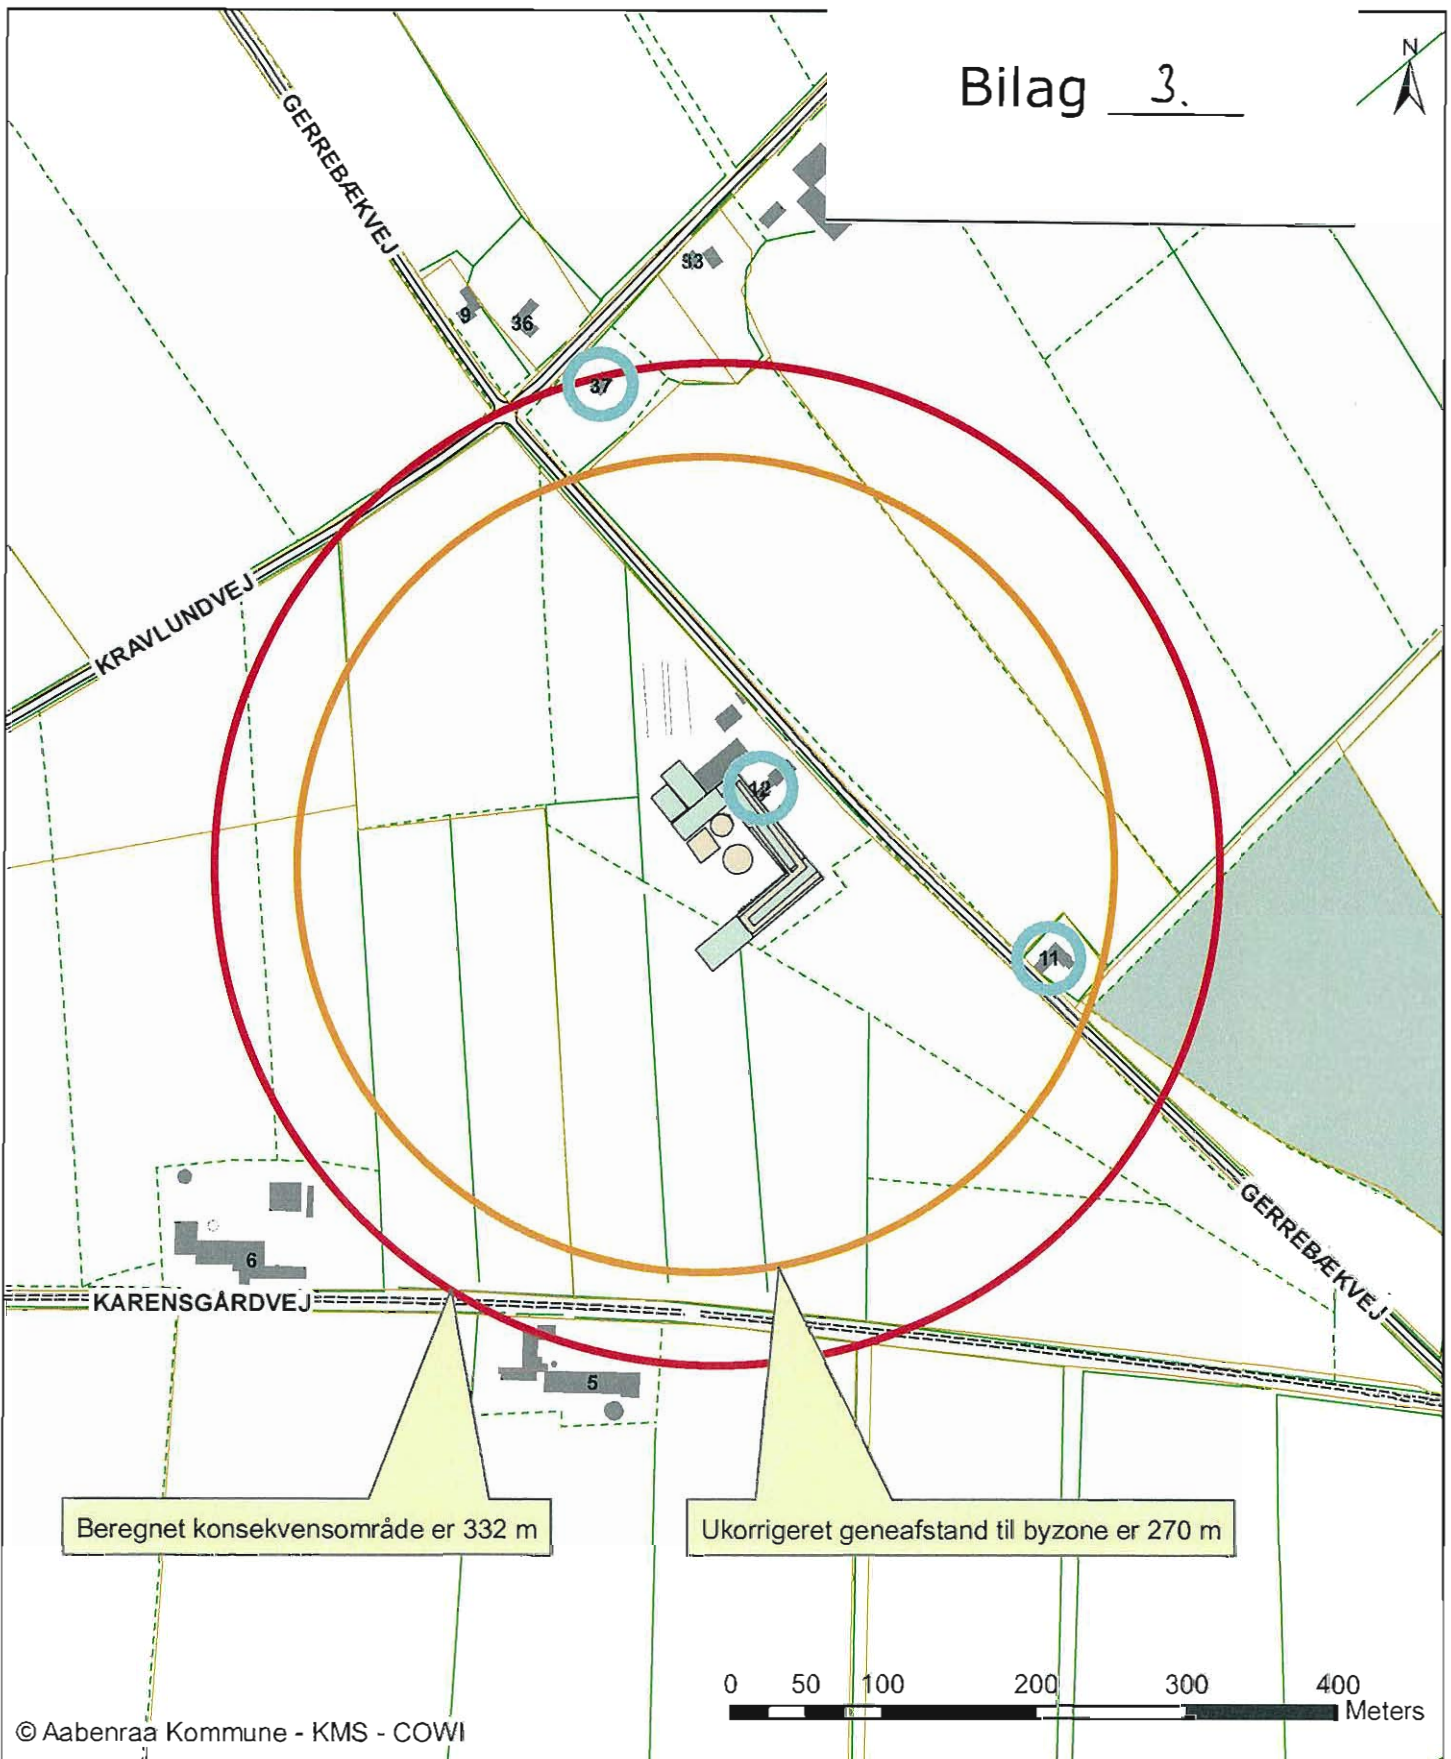 Bilag 3.
N
GERREBÆKVEJ
33
9
36
37
KRAVLUNDVEJ
12
11
GERREBÆKVEJ
6
KARENSGÅRDVEJ
5
Beregnet konsekvensområde er 332 m
Ukorrigeret geneafstand til byzone er 270 m
0 50 100 200 300 400
Meters
© Aabenraa Kommune - KMS - COWI